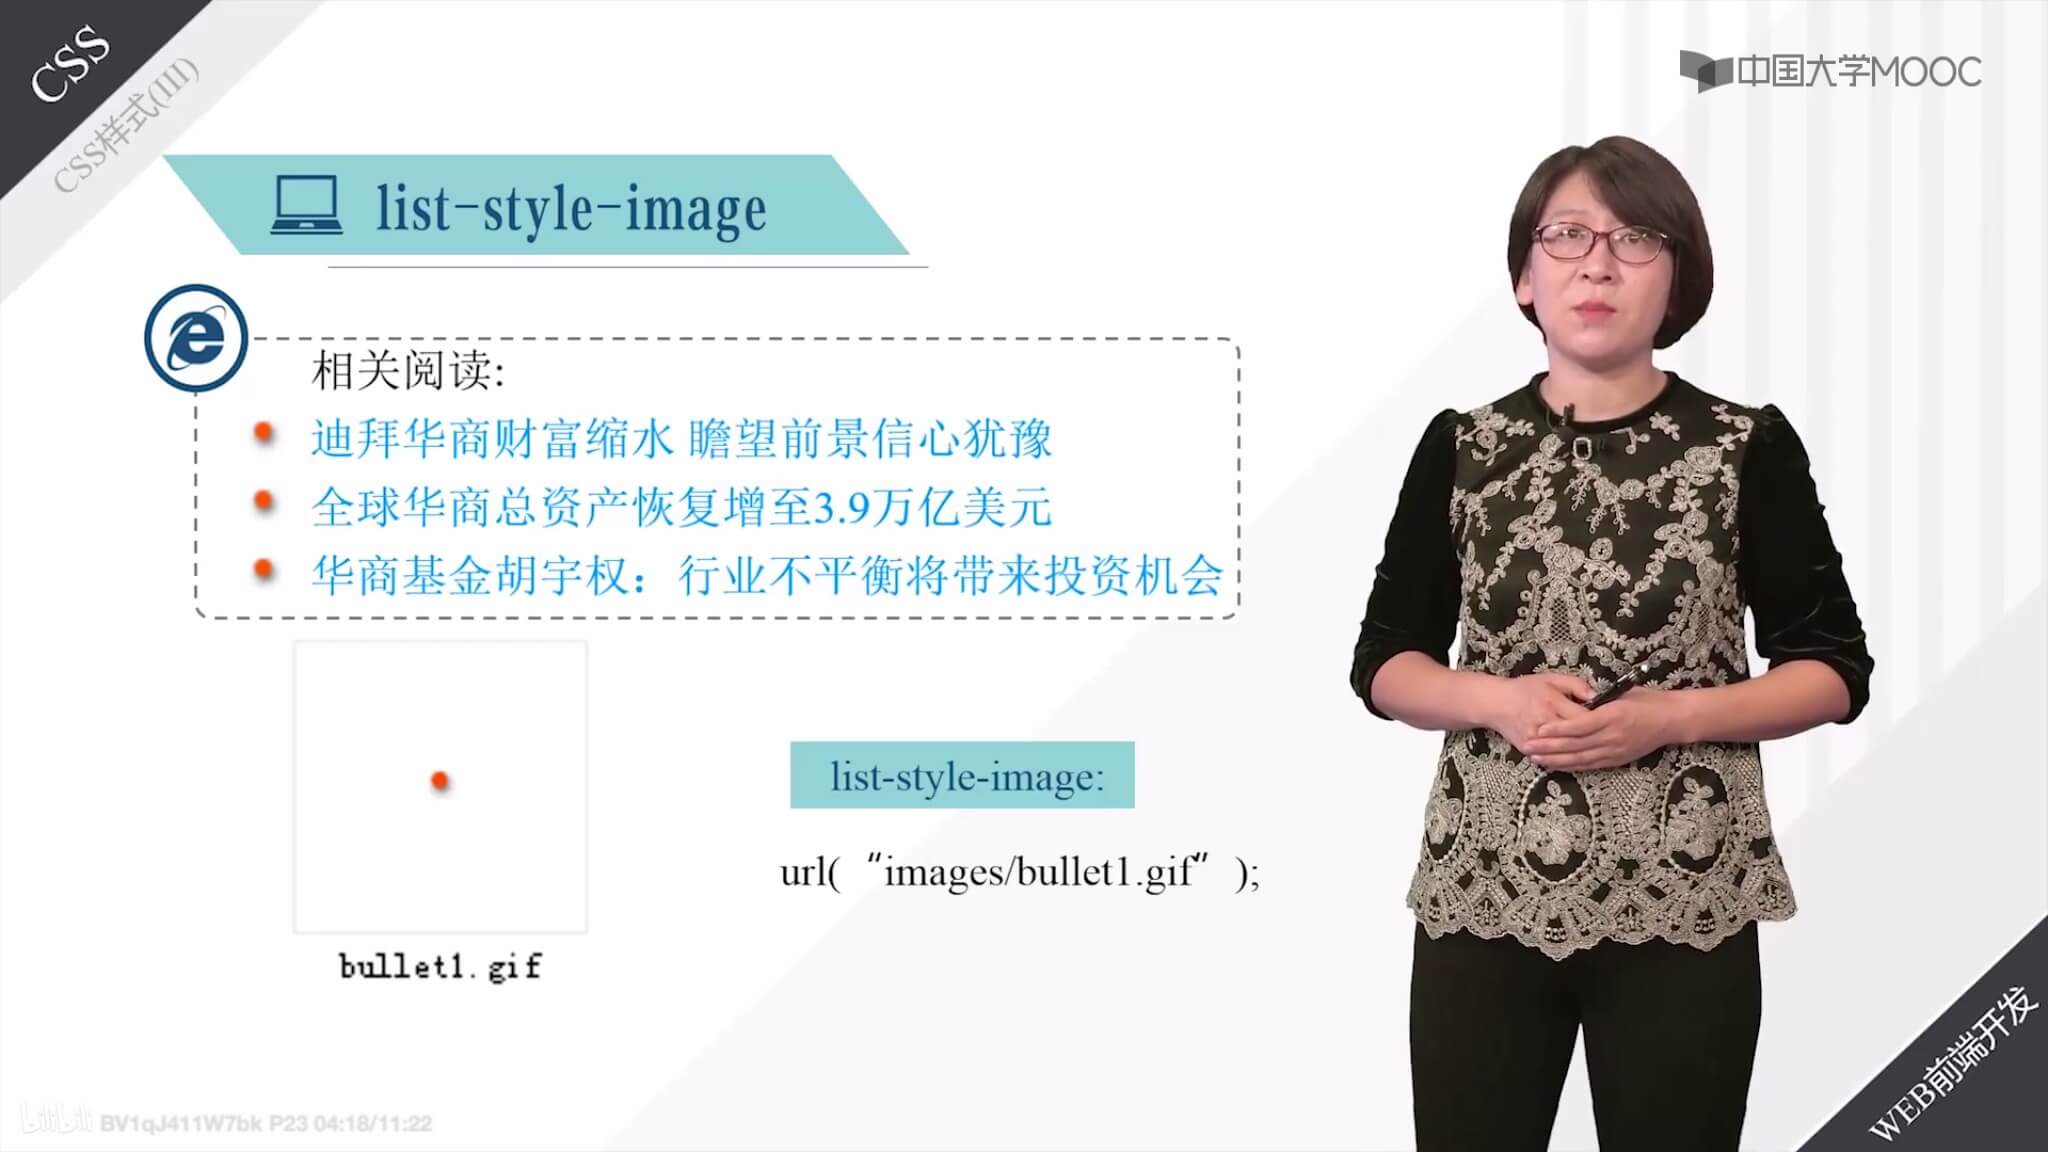 CSS
CSS样式(III)
中国大学MOOC
list-style-image
相关阅读:
迪拜华商财富缩水 瞻望前景信心犹豫
全球华商总资产恢复增至3.9万亿美元
华商基金胡宇权：行业不平衡将带来投资机会
list-style-image:
url(“images/bullet1.gif”);
bullet1.gif
WEB前端开发
bilibili BV1qJ411W7bk P23 04:18/11:22